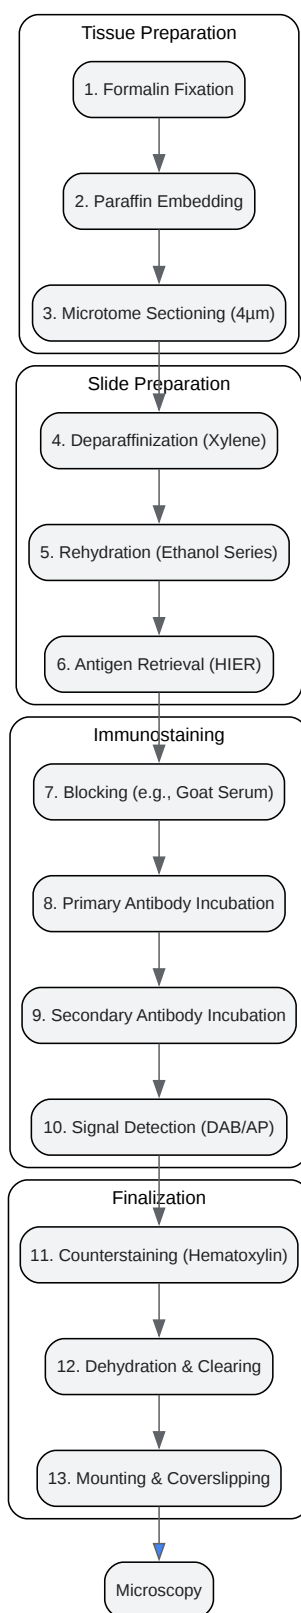 Tissue Preparation
1. Formalin Fixation
2. Paraffin Embedding
3. Microtome Sectioning (4µm)
Slide Preparation
4. Deparaffinization (Xylene)
5. Rehydration (Ethanol Series)
6. Antigen Retrieval (HIER)
Immunostaining
7. Blocking (e.g., Goat Serum)
8. Primary Antibody Incubation
9. Secondary Antibody Incubation
10. Signal Detection (DAB/AP)
Finalization
11. Counterstaining (Hematoxylin)
12. Dehydration & Clearing
13. Mounting & Coverslipping
Microscopy